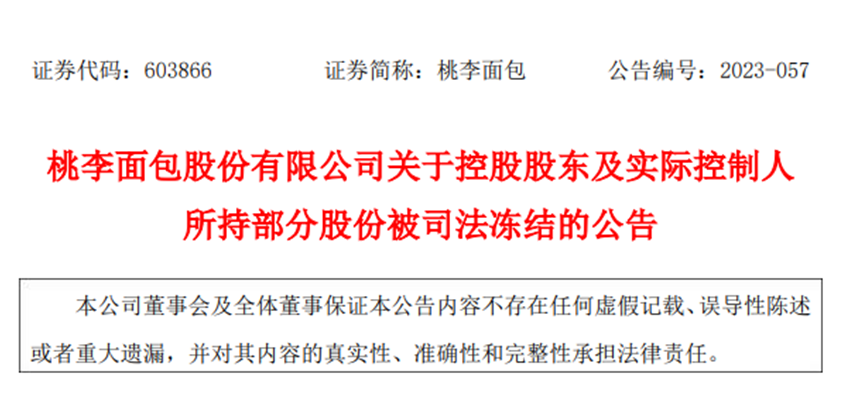 证券代码：603866 证券简称：桃李面包 公告编号：2023-057
桃李面包股份有限公司关于控股股东及实际控制人
所持部分股份被司法冻结的公告
本公司董事会及全体董事保证本公告内容不存在任何虚假记载、误导性陈述
或者重大遗漏，并对其内容的真实性、准确性和完整性承担法律责任。